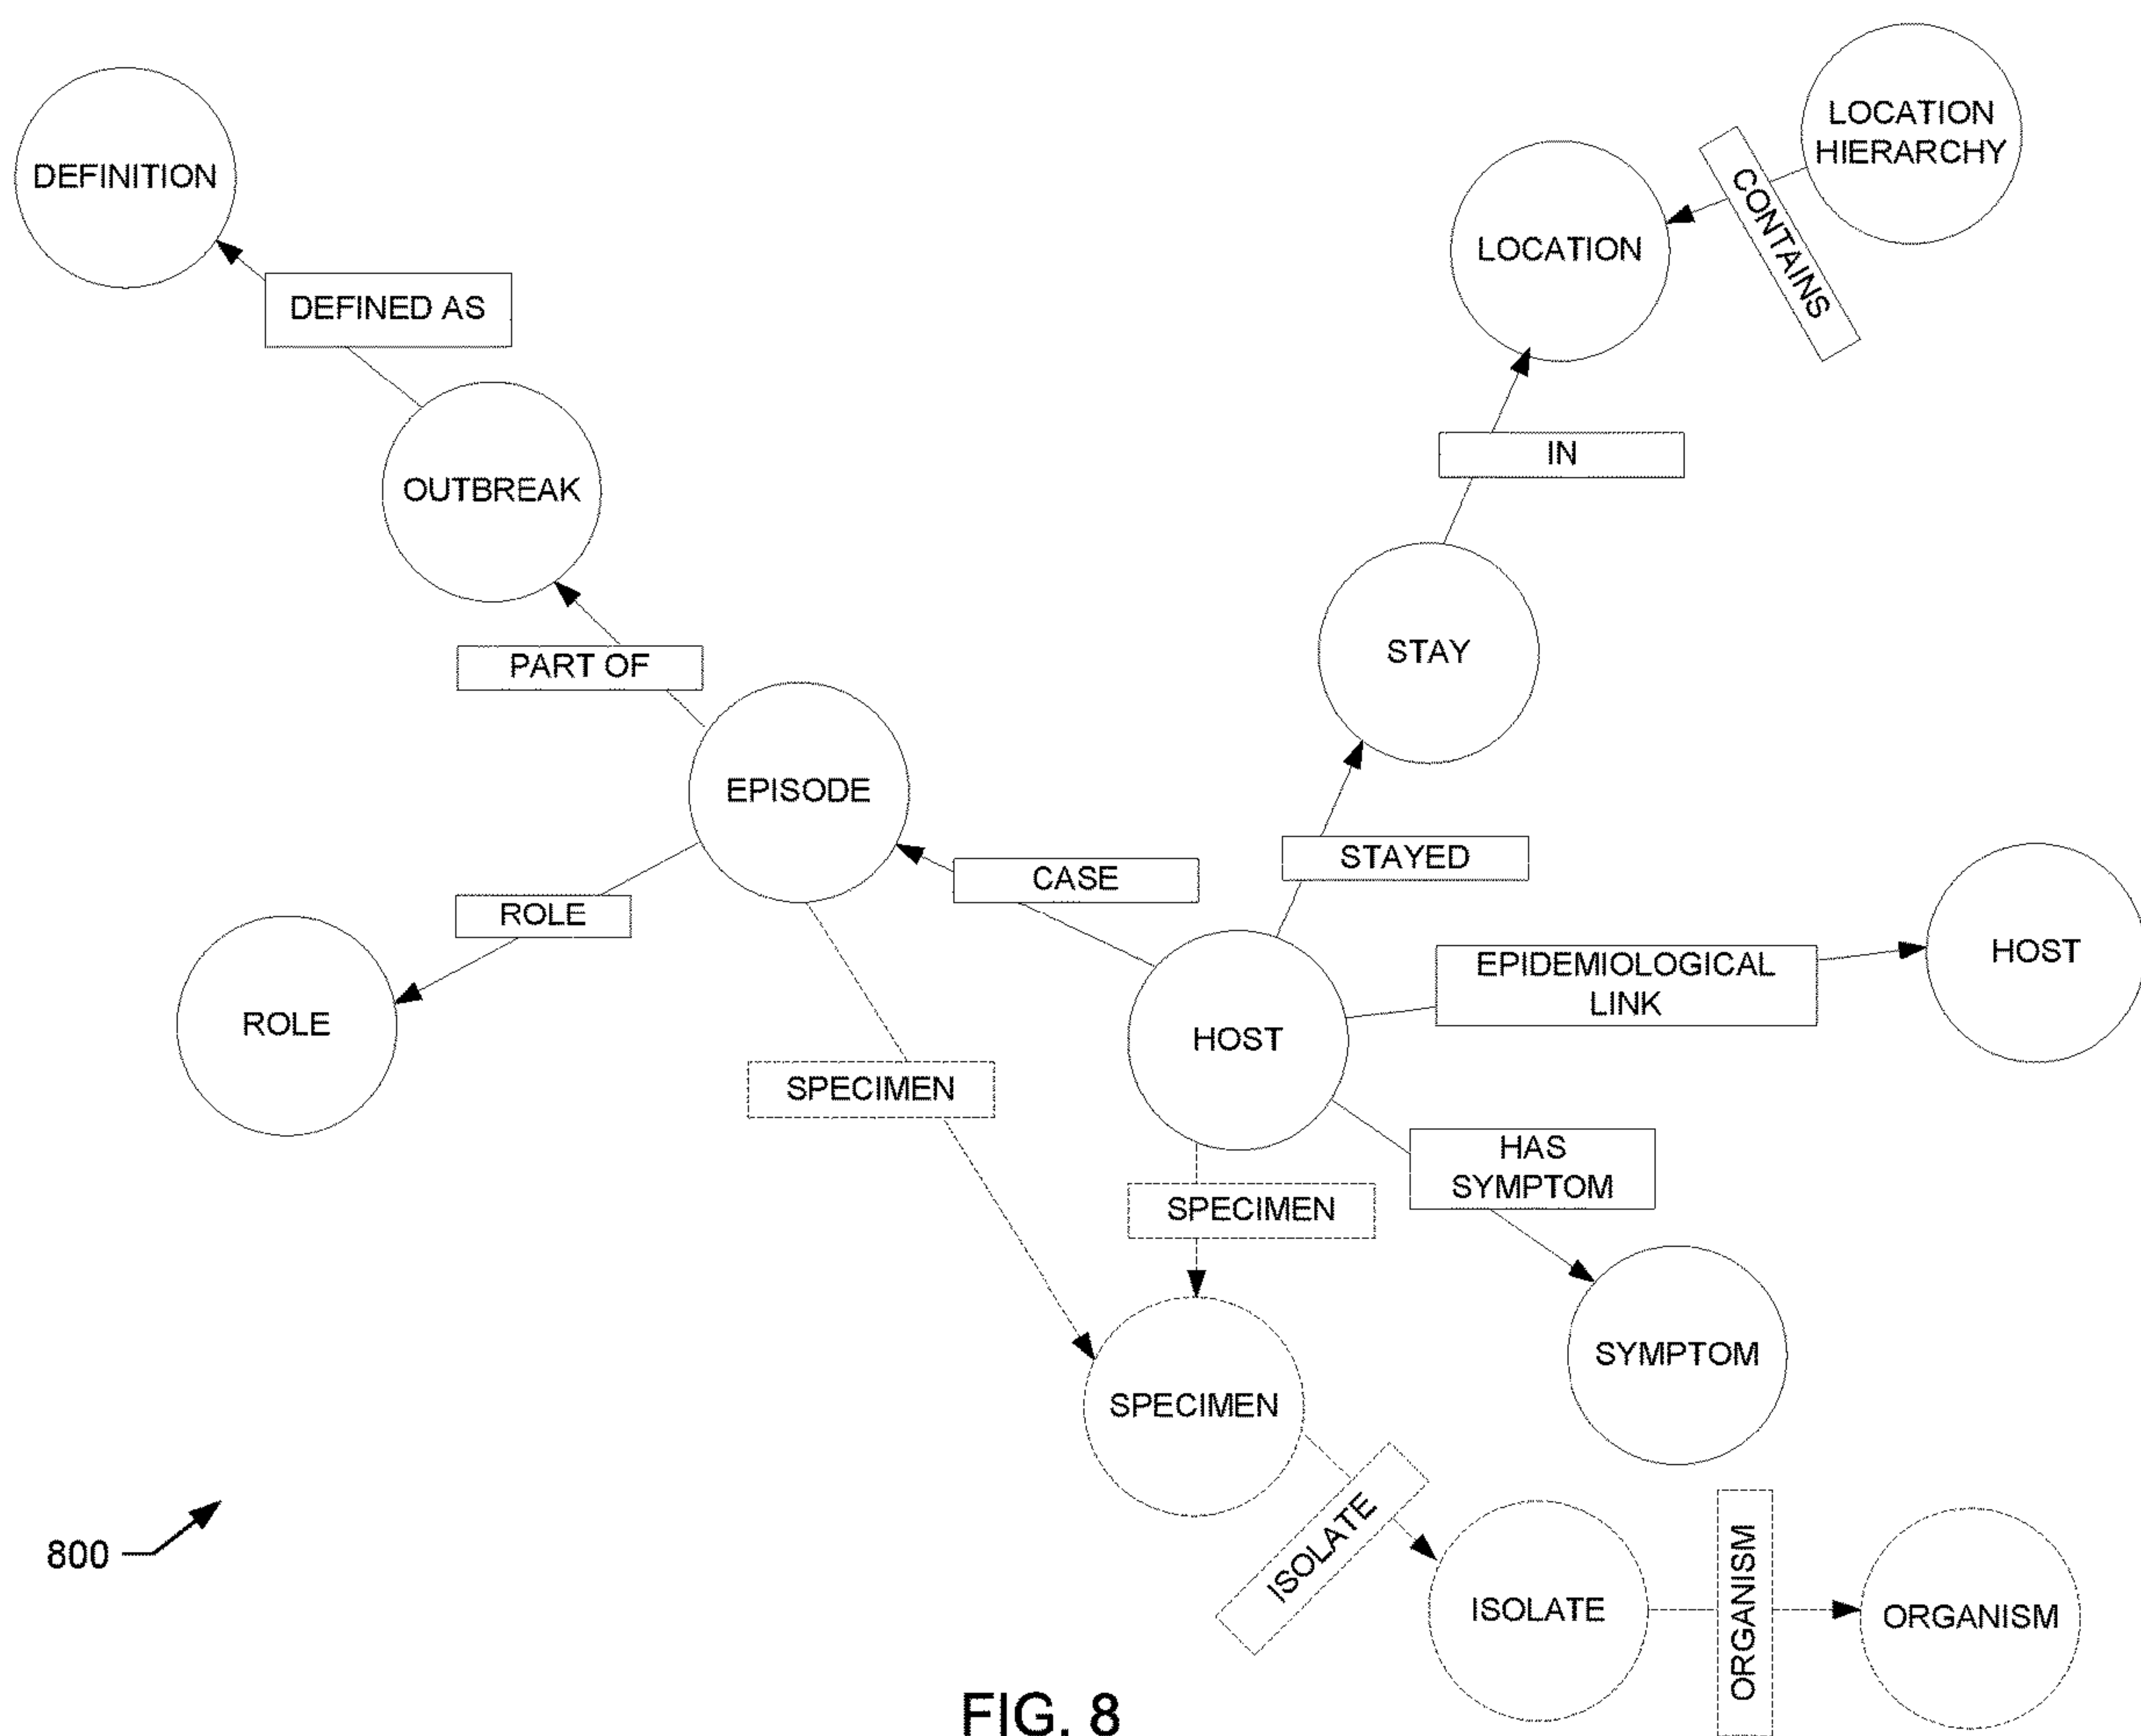 LOCATION
HIERARCHY
DEFINITION
CONTAINS
LOCATION
DEFINED AS
IN
OUTBREAK
PART OF
STAY
EPISODE
STAYED
CASE
ROLE
EPIDEMIOLOGICAL
LINK
HOST
ROLE
HOST
SPECIMEN
HAS
SYMPTOM
SPECIMEN
SYMPTOM
SPECIMEN
ISOLATE
800
ISOLATE
ORGANISM
ORGANISM
FIG. 8